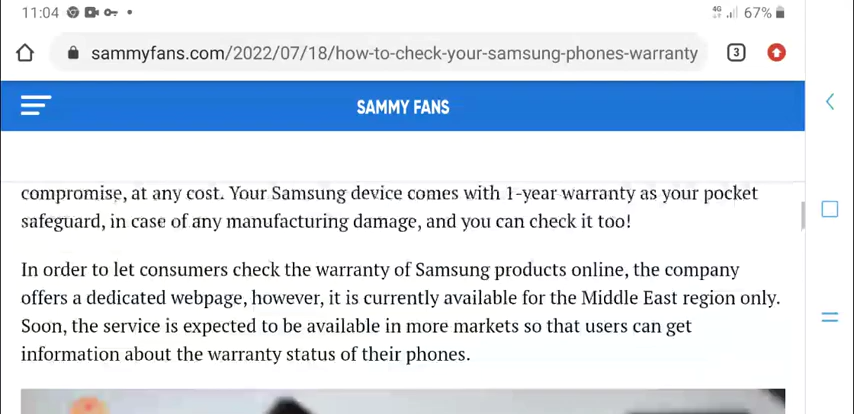 11:04 4G 67%
sammyfans.com/2022/07/18/how-to-check-your-samsung-phones-warranty 3
SAMMY FANS
compromise, at any cost. Your Samsung device comes with 1-year warranty as your pocket
safeguard, in case of any manufacturing damage, and you can check it too!
In order to let consumers check the warranty of Samsung products online, the company
offers a dedicated webpage, however, it is currently available for the Middle East region only.
Soon, the service is expected to be available in more markets so that users can get
information about the warranty status of their phones.